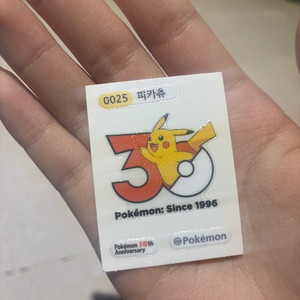 0025 피카츄
30
Pokémon: Since 1996
Pokémon 30th
Anniversary
@Pokémon